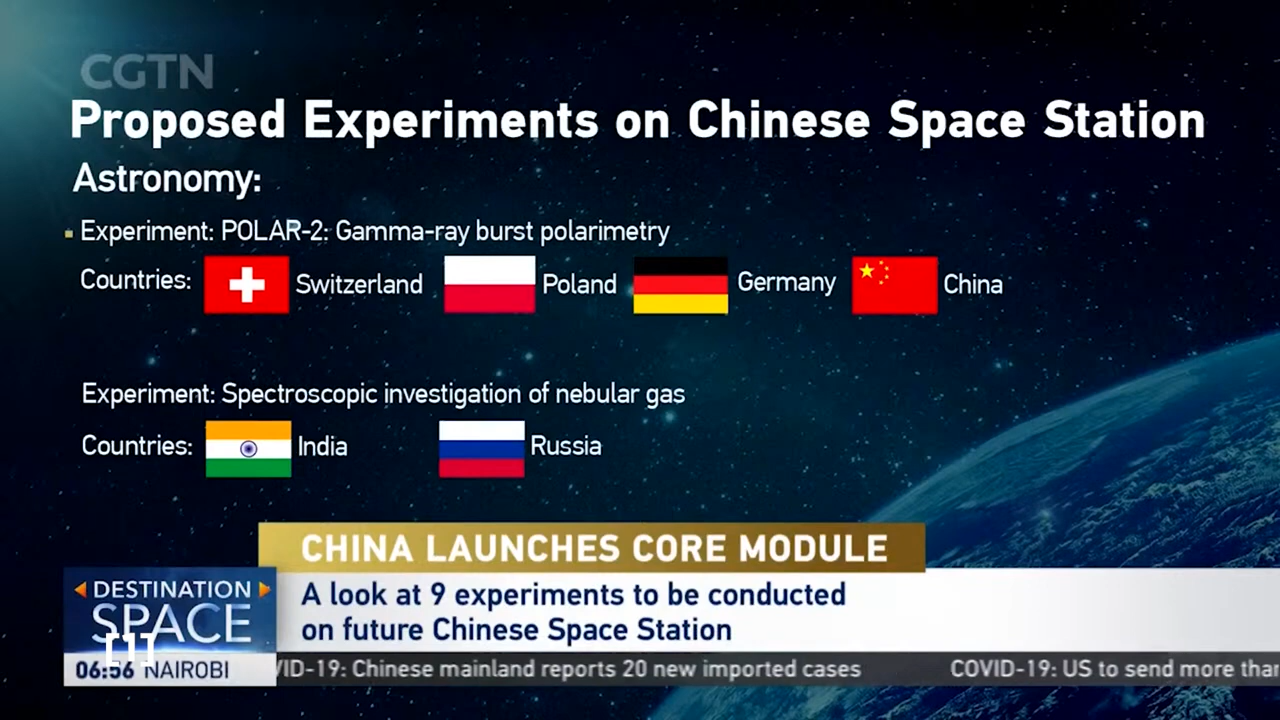 CGTN
Proposed Experiments on Chinese Space Station
Astronomy:
Experiment: POLAR-2: Gamma-ray burst polarimetry
Countries: Switzerland Poland Germany China
Experiment: Spectroscopic investigation of nebular gas
Countries: India Russia
CHINA LAUNCHES CORE MODULE
DESTINATION
SPACE
[1]
A look at 9 experiments to be conducted
on future Chinese Space Station
06:56 NAIROBI
VID-19: Chinese mainland reports 20 new imported cases COVID-19: US to send more than